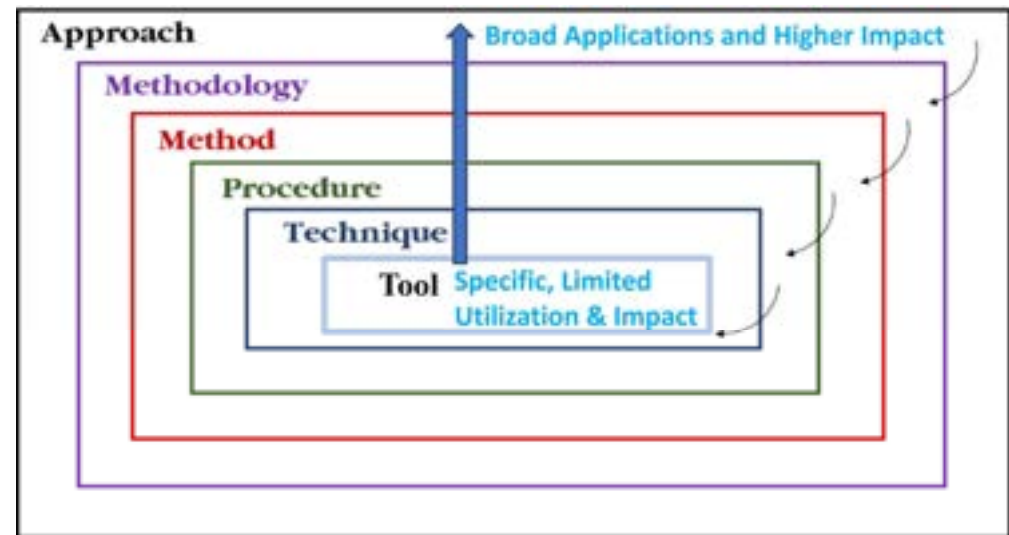 Approach
Broad Applications and Higher Impact
Methodology
Method
Procedure
Technique
Tool
Specific, Limited
Utilization & Impact